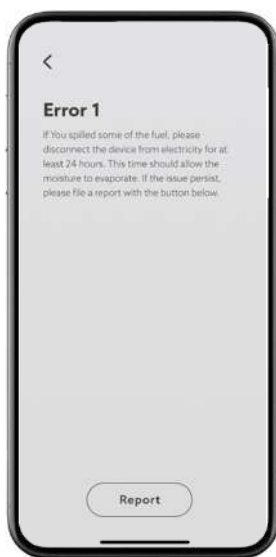 Error 1
If You spilled some of the fuel, please
disconnect the device from electricity for at
least 24 hours. This time should allow the
moisture to evaporate. If the issue persist,
please file a report with the button below.
Report